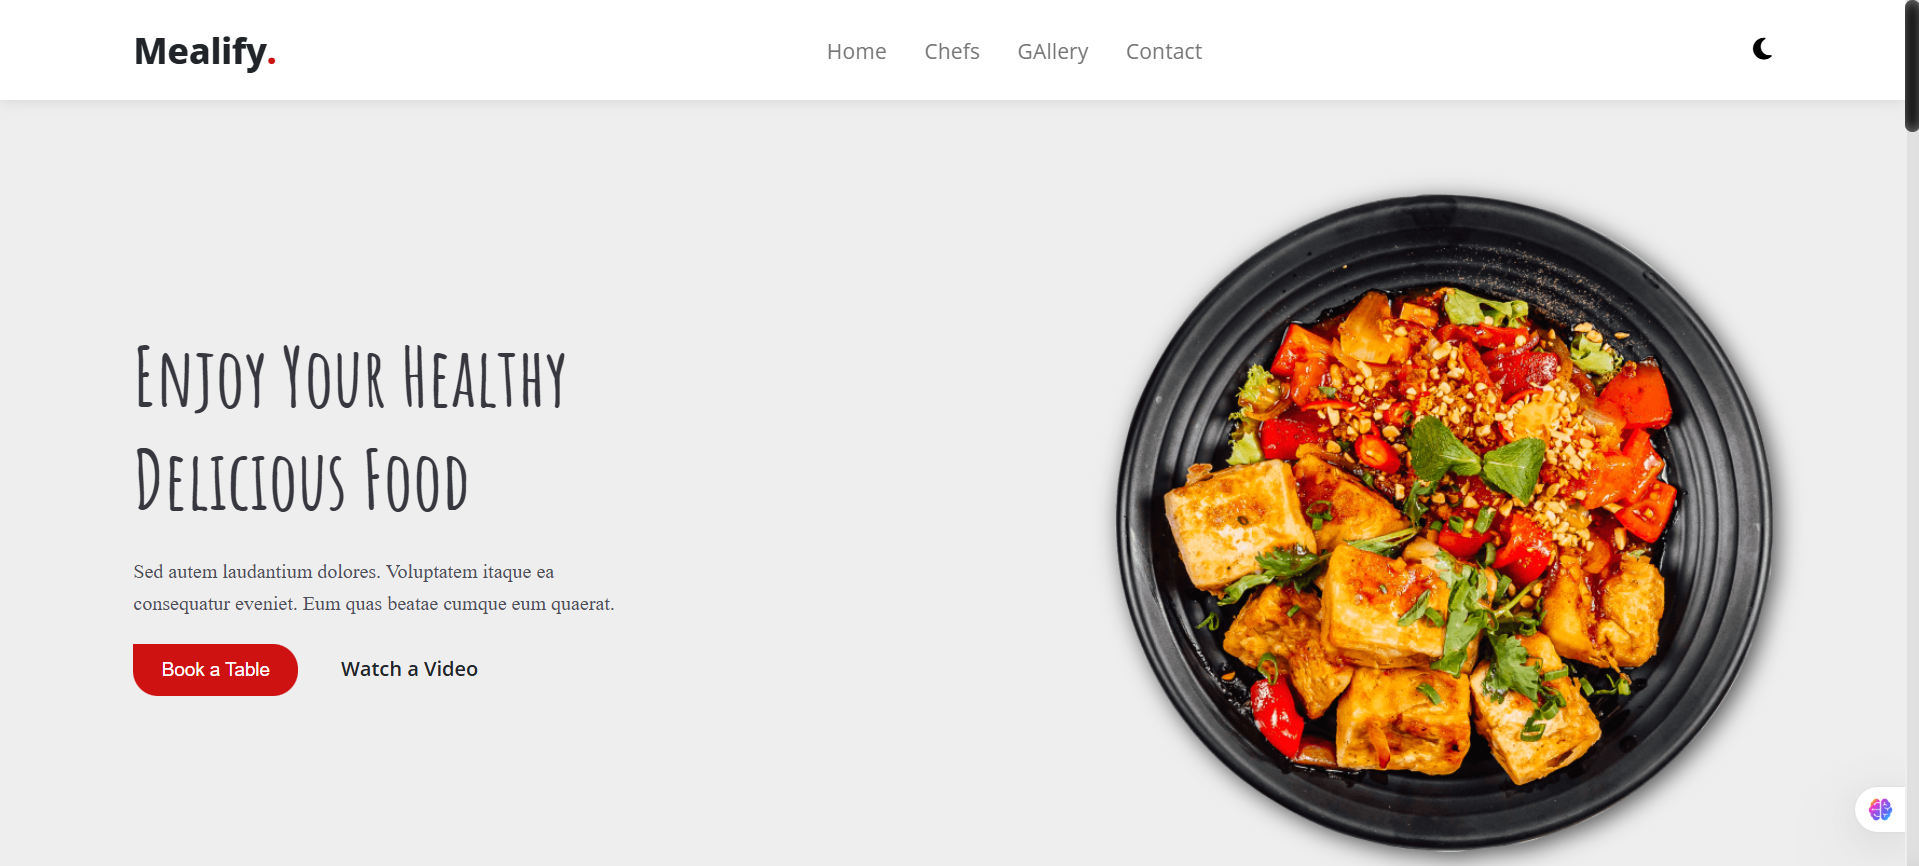 Mealify.
Home Chefs GAllery Contact
Enjoy Your Healthy
Delicious Food
Sed autem laudantium dolores. Voluptatem itaque ea
consequatur eveniet. Eum quas beatae cumque eum quaerat.
Book a Table Watch a Video